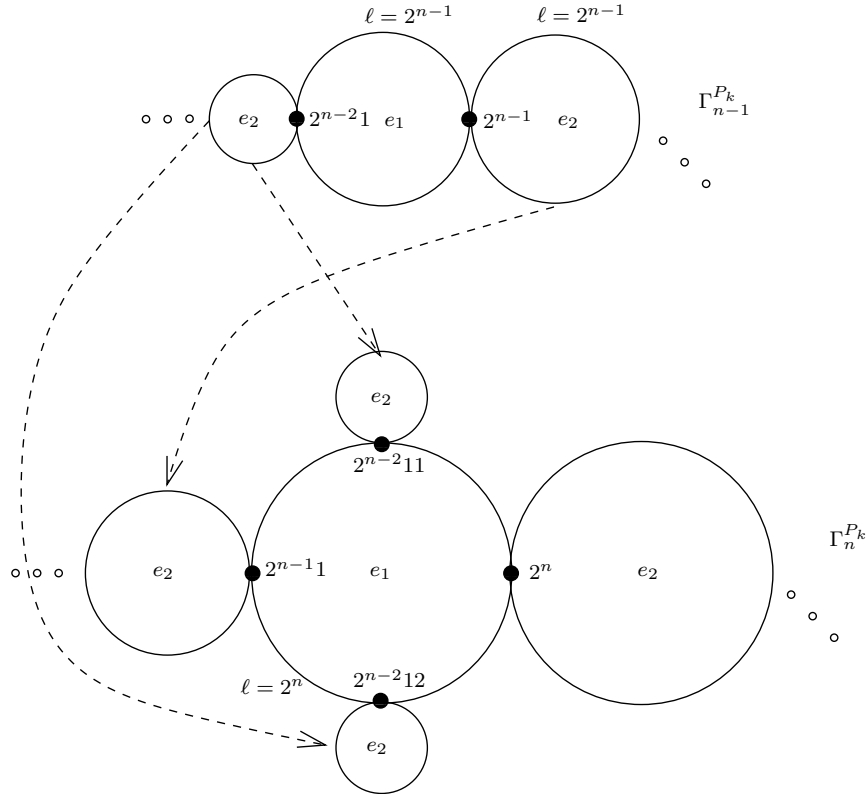 ℓ = 2^{n−1} ℓ = 2^{n−1}
Γ_{n−1}^{P_k}
e_2 2^{n−2}1 e_1 2^{n−1} e_2
e_2
2^{n−2}11
Γ_n^{P_k}
e_2 2^{n−1}1 e_1 2^n e_2
ℓ = 2^n 2^{n−2}12
e_2